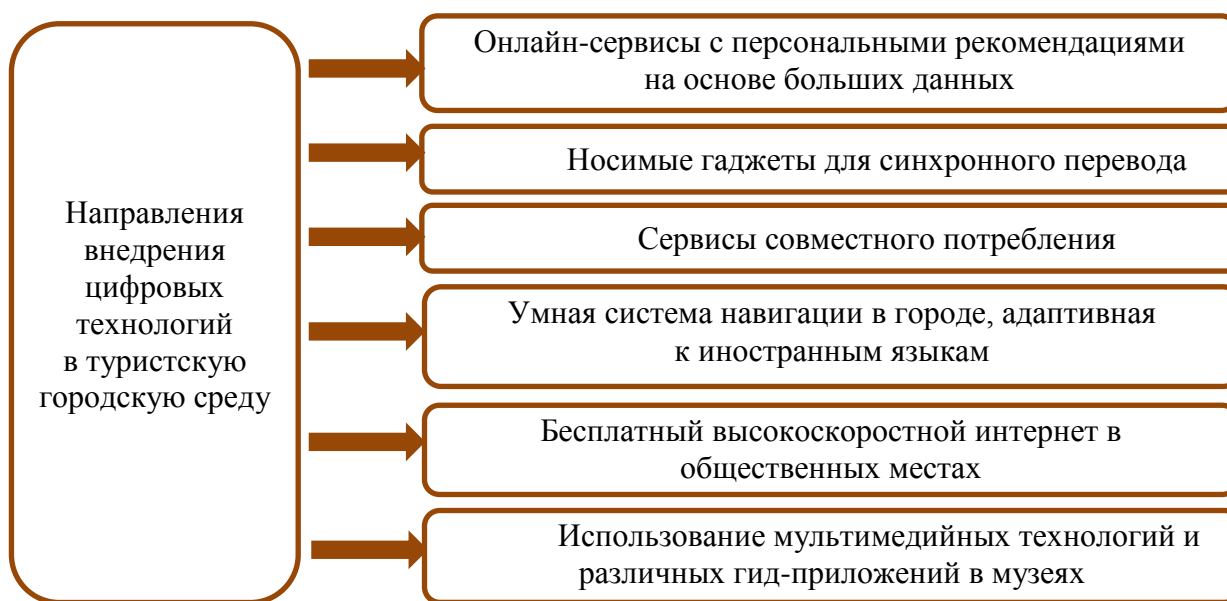 Направления
внедрения
цифровых
технологий
в туристскую
городскую среду
Онлайн-сервисы с персональными рекомендациями
на основе больших данных
Носимые гаджеты для синхронного перевода
Сервисы совместного потребления
Умная система навигации в городе, адаптивная
к иностранным языкам
Бесплатный высокоскоростной интернет в
общественных местах
Использование мультимедийных технологий и
различных гид-приложений в музеях